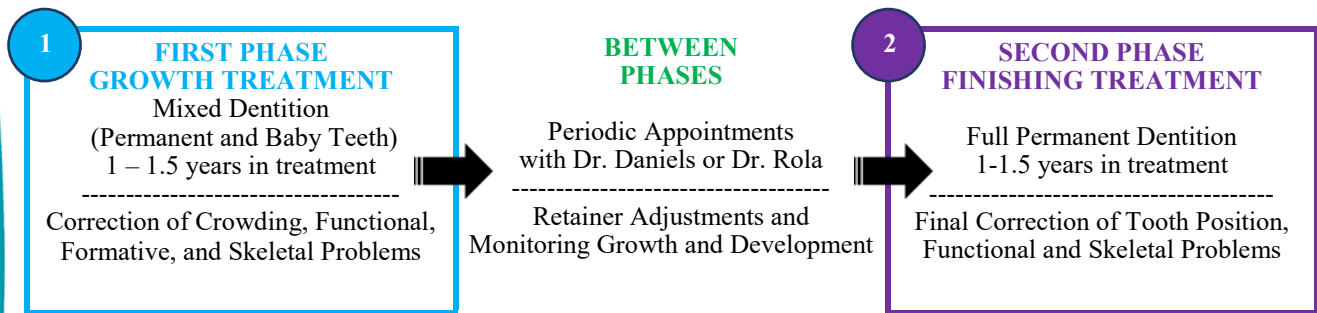 1
FIRST PHASE
GROWTH TREATMENT
Mixed Dentition
(Permanent and Baby Teeth)
1 – 1.5 years in treatment
------------------------------------
Correction of Crowding, Functional,
Formative, and Skeletal Problems
BETWEEN
PHASES
Periodic Appointments
with Dr. Daniels or Dr. Rola
------------------------------------
Retainer Adjustments and
Monitoring Growth and Development
2
SECOND PHASE
FINISHING TREATMENT
Full Permanent Dentition
1-1.5 years in treatment
------------------------------------
Final Correction of Tooth Position,
Functional and Skeletal Problems